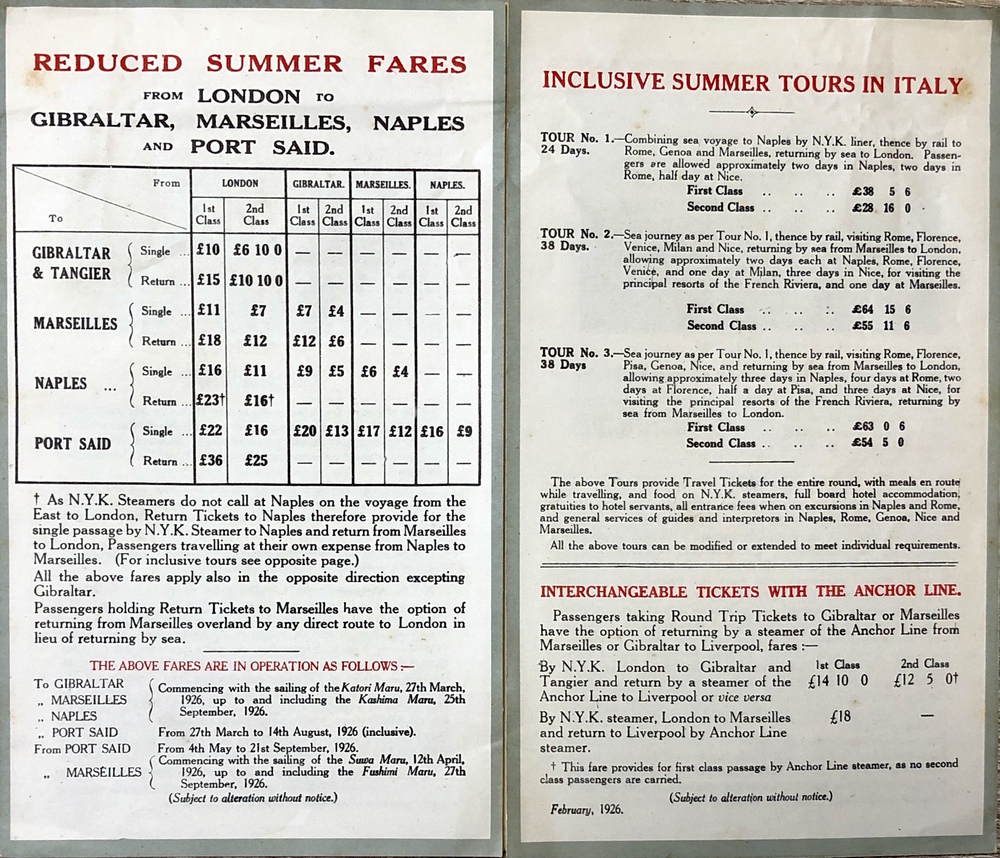 REDUCED SUMMER FARES
FROM LONDON TO
GIBRALTAR, MARSEILLES, NAPLES
AND PORT SAID.
From LONDON GIBRALTAR. MARSEILLES. NAPLES.
To 1st Class 2nd Class 1st Class 2nd Class 1st Class 2nd Class 1st Class 2nd Class
GIBRALTAR & TANGIER Single ... £10 £6 10 0 — — — — — —
Return ... £15 £10 10 0 — — — — — —
MARSEILLES Single ... £11 £7 £7 £4 — — — —
Return ... £18 £12 £12 £6 — — — —
NAPLES ... Single ... £16 £11 £9 £5 £6 £4 — —
Return ... £23† £16† — — — — — —
PORT SAID Single ... £22 £16 £20 £13 £17 £12 £16 £9
Return ... £36 £25 — — — — — —
† As N.Y.K. Steamers do not call at Naples on the voyage from the
East to London, Return Tickets to Naples therefore provide for the
single passage by N.Y.K. Steamer to Naples and return from Marseilles
to London, Passengers travelling at their own expense from Naples to
Marseilles. (For inclusive tours see opposite page.)
All the above fares apply also in the opposite direction excepting
Gibraltar.
Passengers holding Return Tickets to Marseilles have the option of
returning from Marseilles overland by any direct route to London in
lieu of returning by sea.
THE ABOVE FARES ARE IN OPERATION AS FOLLOWS :—
To GIBRALTAR
„ MARSEILLES
„ NAPLES
Commencing with the sailing of the Katori Maru, 27th March,
1926, up to and including the Kashima Maru, 25th
September, 1926.
„ PORT SAID From 27th March to 14th August, 1926 (inclusive).
From PORT SAID From 4th May to 21st September, 1926.
„ MARSEILLES Commencing with the sailing of the Suwa Maru, 12th April,
1926, up to and including the Fushimi Maru, 27th
September, 1926.
(Subject to alteration without notice.)
INCLUSIVE SUMMER TOURS IN ITALY
TOUR No. 1.—Combining sea voyage to Naples by N.Y.K. liner, thence by rail to
24 Days. Rome, Genoa and Marseilles, returning by sea to London. Passen-
gers are allowed approximately two days in Naples, two days in
Rome, half day at Nice.
First Class .. .. .. £38 5 6
Second Class .. .. .. £28 16 0
TOUR No. 2.—Sea journey as per Tour No. 1, thence by rail, visiting Rome, Florence,
38 Days. Venice, Milan and Nice, returning by sea from Marseilles to London,
allowing approximately two days each at Naples, Rome, Florence,
Venice, and one day at Milan, three days in Nice, for visiting the
principal resorts of the French Riviera, and one day at Marseilles.
First Class .. .. .. £64 15 6
Second Class .. .. .. £55 11 6
TOUR No. 3.—Sea journey as per Tour No. 1, thence by rail, visiting Rome, Florence,
38 Days Pisa, Genoa, Nice, and returning by sea from Marseilles to London,
allowing approximately three days in Naples, four days at Rome, two
days at Florence, half a day at Pisa, and three days at Nice, for
visiting the principal resorts of the French Riviera, returning by
sea from Marseilles to London.
First Class .. .. .. £63 0 6
Second Class .. .. .. £54 5 0
The above Tours provide Travel Tickets for the entire round, with meals en route
while travelling, and food on N.Y.K. steamers, full board hotel accommodation,
gratuities to hotel servants, all entrance fees when on excursions in Naples and Rome,
and general services of guides and interpretors in Naples, Rome, Genoa, Nice and
Marseilles.
All the above tours can be modified or extended to meet individual requirements.
INTERCHANGEABLE TICKETS WITH THE ANCHOR LINE.
Passengers taking Round Trip Tickets to Gibraltar or Marseilles
have the option of returning by a steamer of the Anchor Line from
Marseilles or Gibraltar to Liverpool, fares :—
1st Class 2nd Class
By N.Y.K. London to Gibraltar and
Tangier and return by a steamer of the £14 10 0 £12 5 0†
Anchor Line to Liverpool or vice versa
By N.Y.K. steamer, London to Marseilles £18 —
and return to Liverpool by Anchor Line
steamer.
† This fare provides for first class passage by Anchor Line steamer, as no second
class passengers are carried.
(Subject to alteration without notice.)
February, 1926.